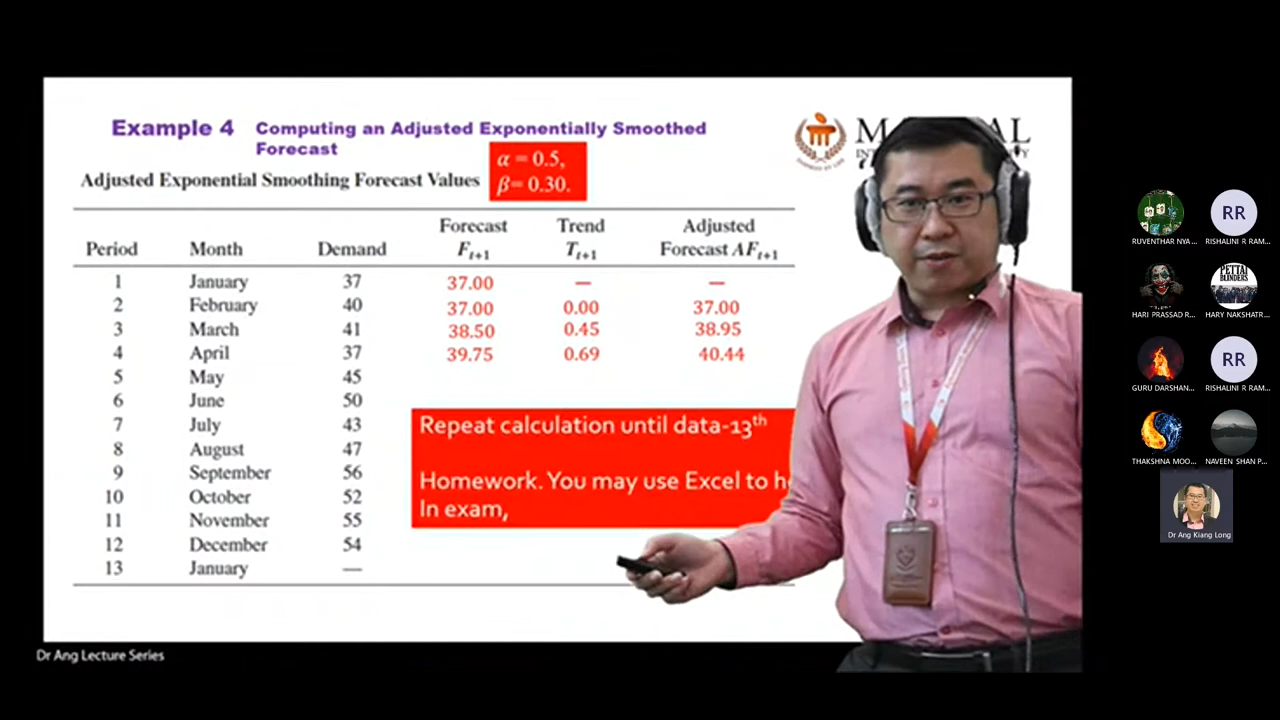 Example 4 Computing an Adjusted Exponentially Smoothed
Forecast
Adjusted Exponential Smoothing Forecast Values
α = 0.5,
β= 0.30.
Period Month Demand Forecast Ft+1 Trend Tt+1 Adjusted Forecast AFt+1
1 January 37 37.00 — —
2 February 40 37.00 0.00 37.00
3 March 41 38.50 0.45 38.95
4 April 37 39.75 0.69 40.44
5 May 45
6 June 50
7 July 43
8 August 47
9 September 56
10 October 52
11 November 55
12 December 54
13 January —
Repeat calculation until data-13th
Homework. You may use Excel to
In exam,
Dr Ang Lecture Series
RUVENTHAR NYA...
RR
RISHALINI R RAM...
HARI PRASSAD R...
PETTAI
BLINDERS
HARY NAKSHATR...
GURU DARSHAN...
RR
RISHALINI R RAM...
THAKSHNA MOO...
NAVEEN SHAN P...
Dr Ang Kiang Long